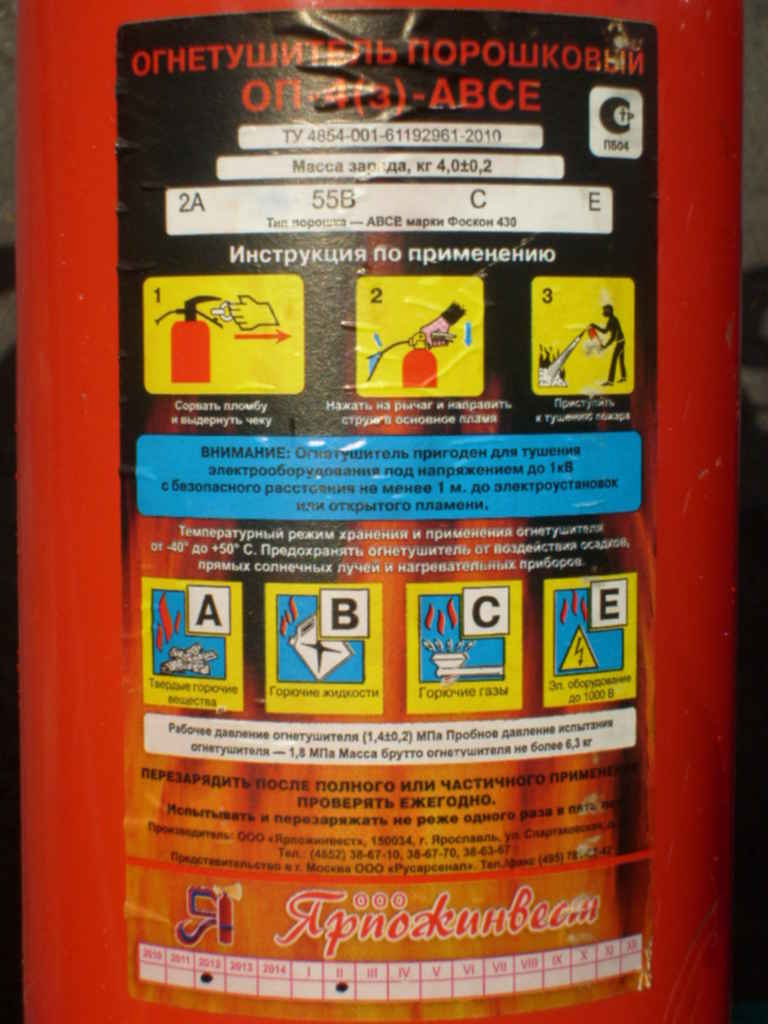 ОГНЕТУШИТЕЛЬ ПОРОШКОВЫЙ
ОП-4(з)-АВСЕ
ТР
ПБ04
ТУ 4854-001-61192961-2010
Масса заряда, кг 4,0±0,2
2А 55В С Е
Тип порошка — АВСЕ марки Фоскон 430
Инструкция по применению
1 2 3
Сорвать пломбу
и выдернуть чеку
Нажать на рычаг и направить
струю в основное пламя
Приступить
к тушению пожара
ВНИМАНИЕ: Огнетушитель пригоден для тушения
электрооборудования под напряжением до 1кВ
с безопасного расстояния не менее 1 м. до электроустановок
или открытого пламени.
Температурный режим хранения и применения огнетушителя
от -40° до +50° С. Предохранять огнетушитель от воздействия осадков,
прямых солнечных лучей и нагревательных приборов.
А В С Е
Твердые горючие
вещества
Горючие жидкости
Горючие газы
Эл. оборудование
до 1000 В
Рабочее давление огнетушителя (1,4±0,2) МПа Пробное давление испытания
огнетушителя — 1,8 МПа Масса брутто огнетушителя не более 6,3 кг
ПЕРЕЗАРЯДИТЬ ПОСЛЕ ПОЛНОГО ИЛИ ЧАСТИЧНОГО ПРИМЕНЕНИ
ПРОВЕРЯТЬ ЕЖЕГОДНО.
Испытывать и перезаряжать не реже одного раза в пять
Производитель: ООО «Ярпожинвест», 150034, г. Ярославль, ул. Спартаковская,
Тел.: (4852) 38-67-10, 38-67-70, 38-63-67
Представительство в г. Москва ООО «Русарсенал». Тел./факс (495)
Я ООО Ярпожинвест
2010 2011 2012 2013 2014 I II III IV V VI VII VIII IX X XI XII